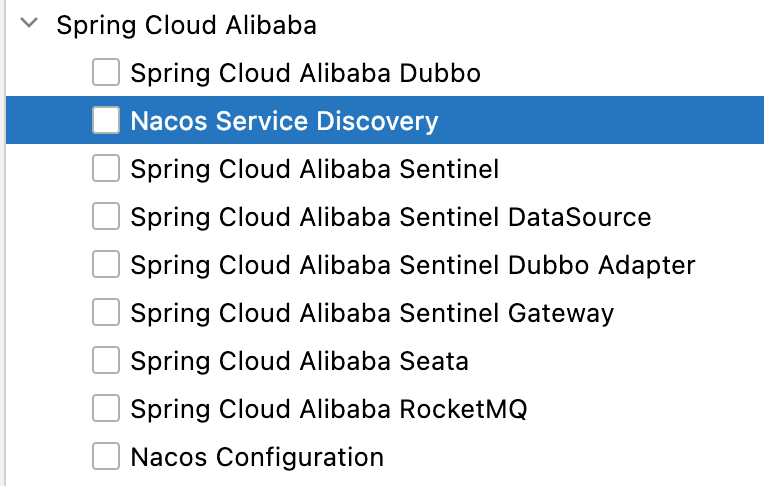 Spring Cloud Alibaba
Spring Cloud Alibaba Dubbo
Nacos Service Discovery
Spring Cloud Alibaba Sentinel
Spring Cloud Alibaba Sentinel DataSource
Spring Cloud Alibaba Sentinel Dubbo Adapter
Spring Cloud Alibaba Sentinel Gateway
Spring Cloud Alibaba Seata
Spring Cloud Alibaba RocketMQ
Nacos Configuration